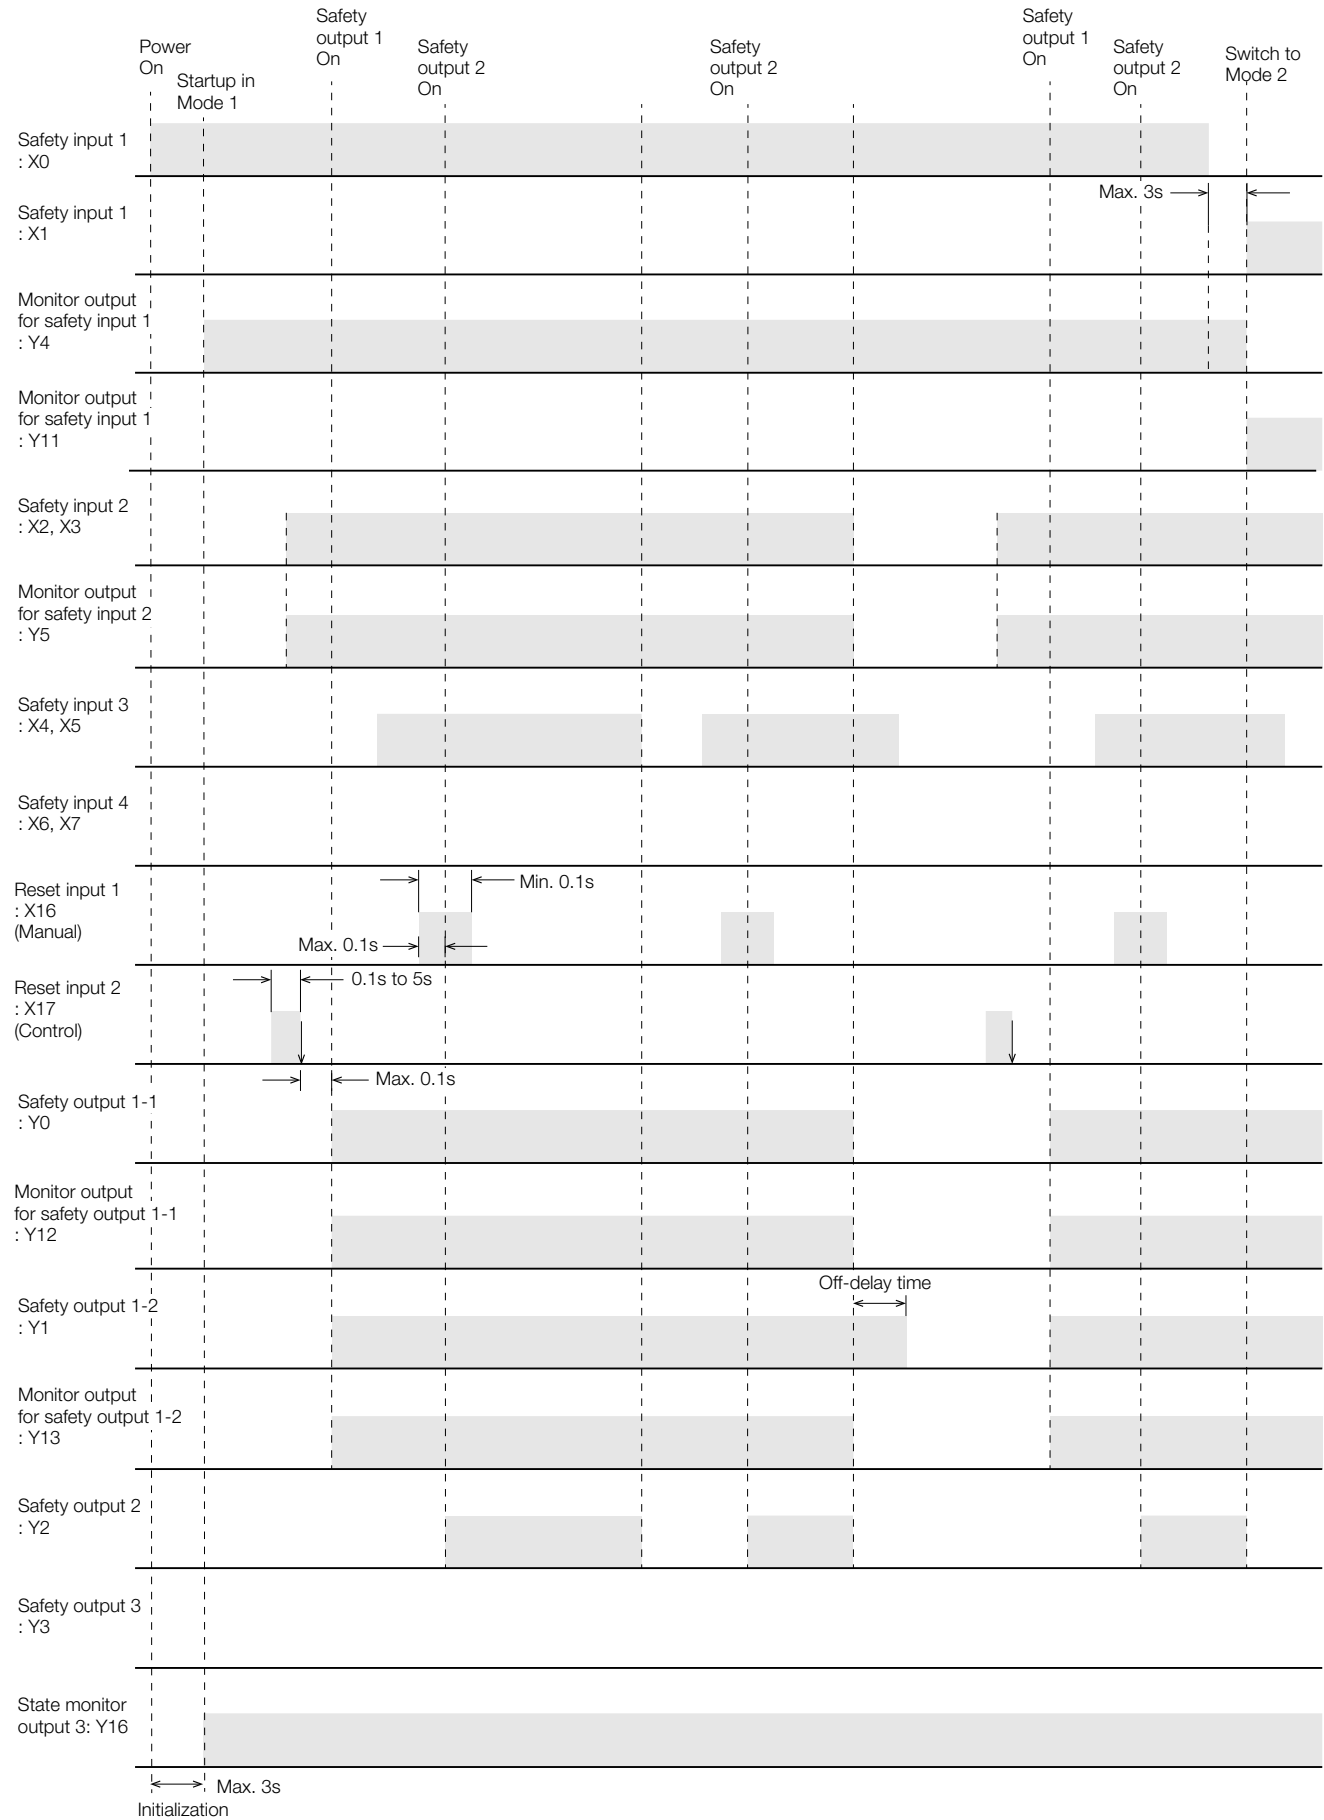 Power
On
Startup in
Mode 1
Safety
output 1
On
Safety
output 2
On
Safety
output 2
On
Safety
output 1
On
Safety
output 2
On
Switch to
Mode 2
Safety input 1
: X0
Max. 3s
Safety input 1
: X1
Monitor output
for safety input 1
: Y4
Monitor output
for safety input 1
: Y11
Safety input 2
: X2, X3
Monitor output
for safety input 2
: Y5
Safety input 3
: X4, X5
Safety input 4
: X6, X7
Reset input 1
: X16
(Manual)
Min. 0.1s
Max. 0.1s
Reset input 2
: X17
(Control)
0.1s to 5s
Max. 0.1s
Safety output 1-1
: Y0
Monitor output
for safety output 1-1
: Y12
Off-delay time
Safety output 1-2
: Y1
Monitor output
for safety output 1-2
: Y13
Safety output 2
: Y2
Safety output 3
: Y3
State monitor
output 3: Y16
Max. 3s
Initialization